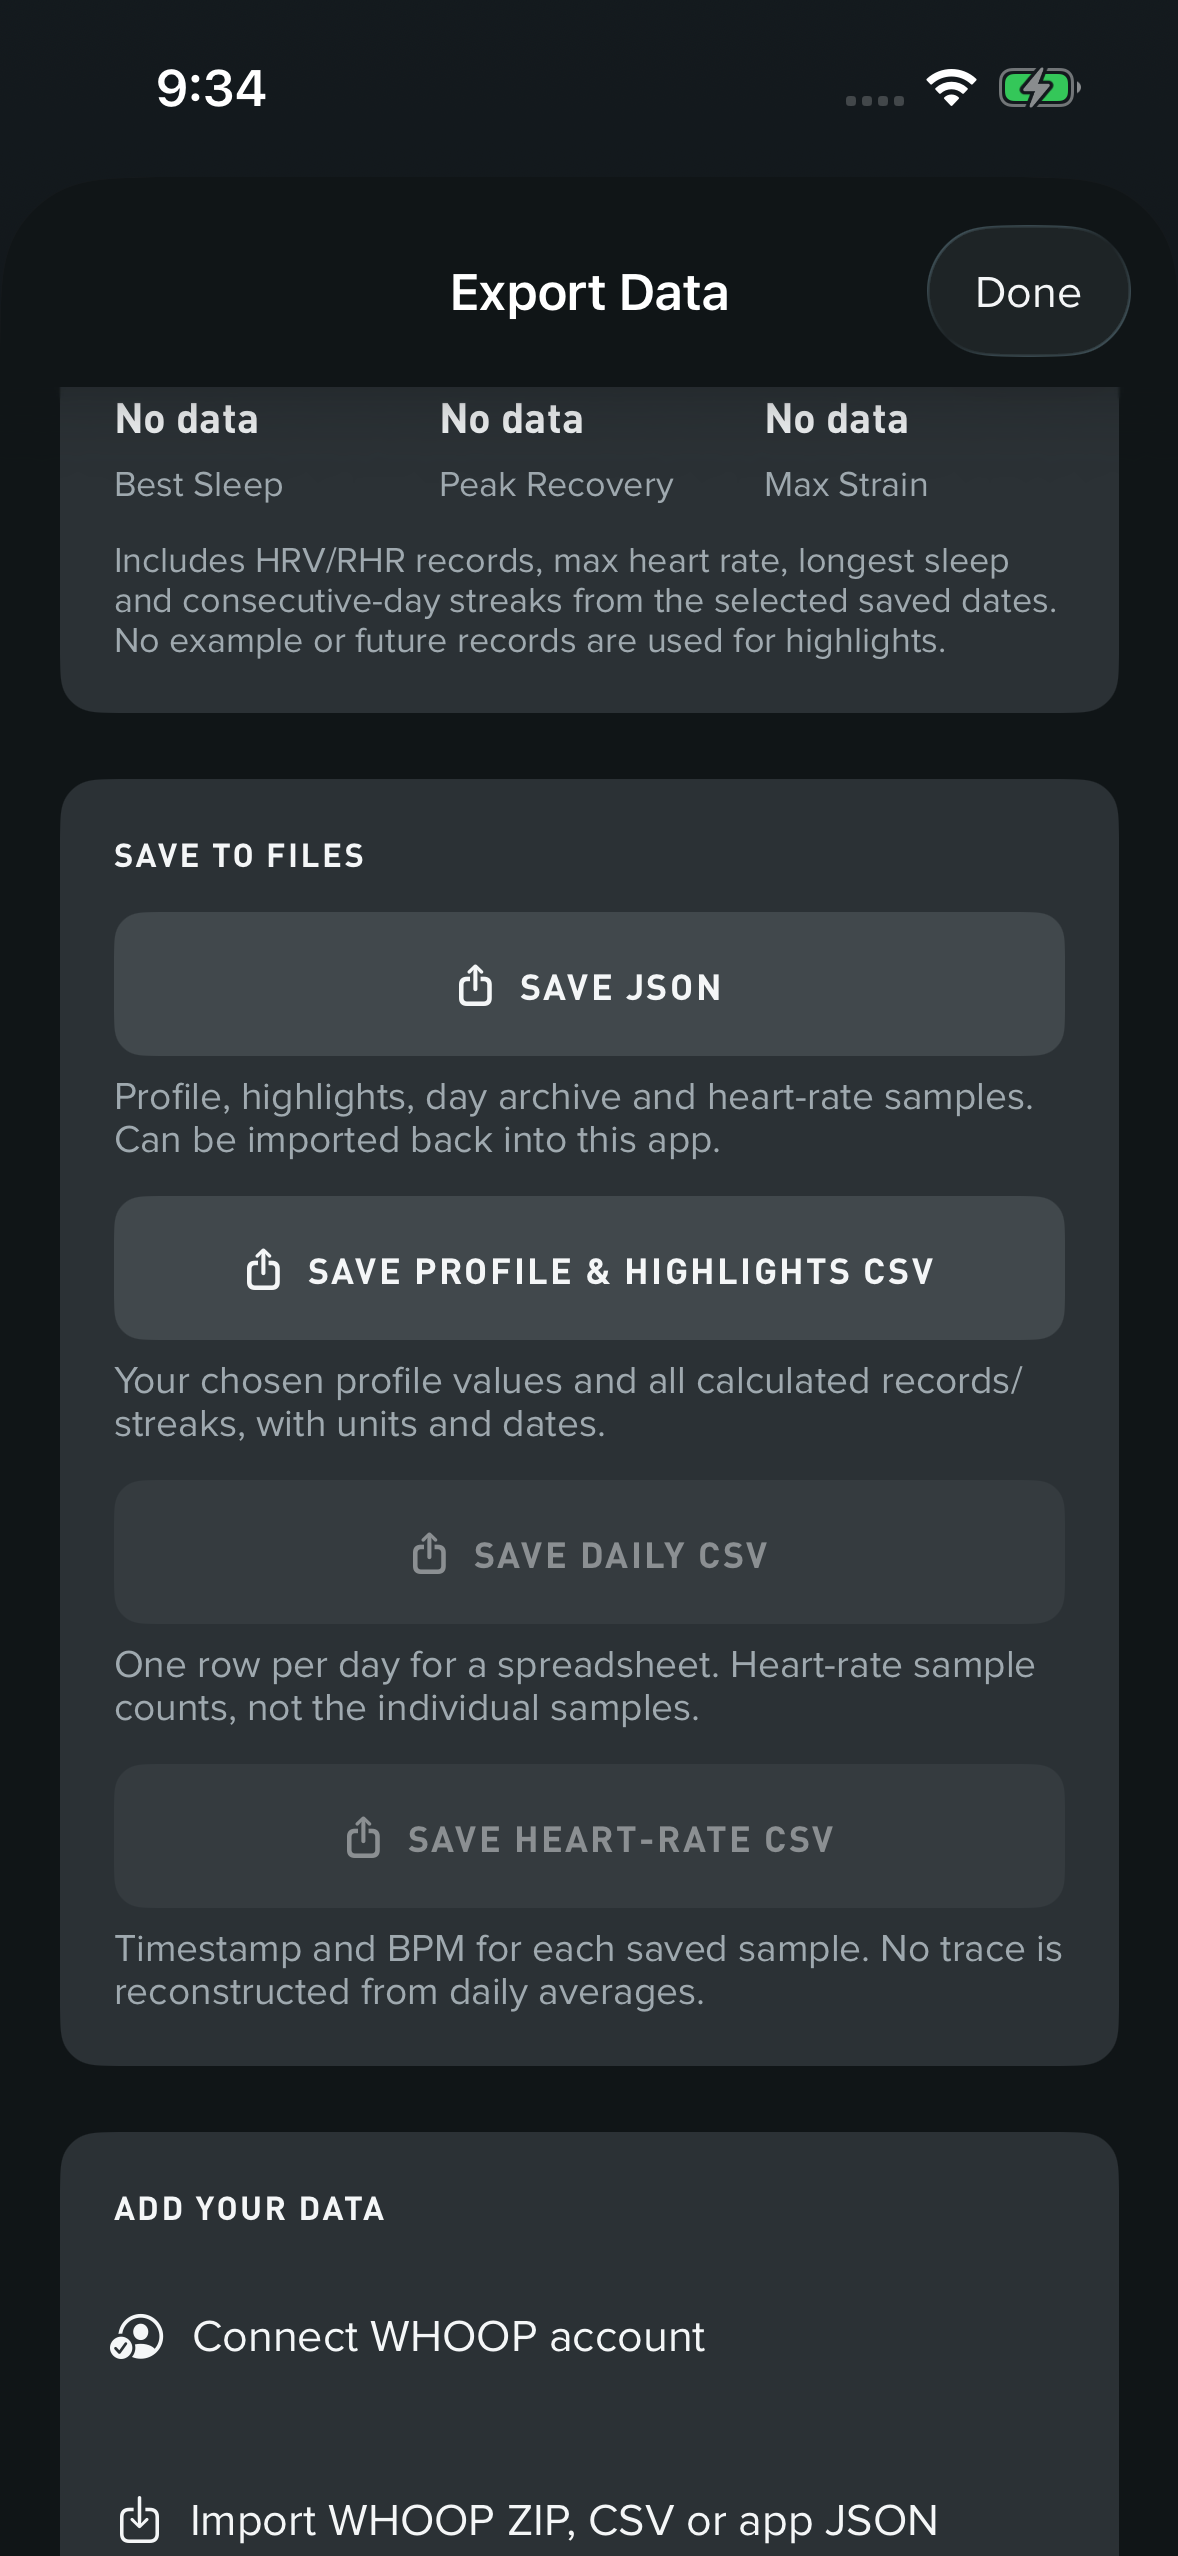 9:34
Export Data
Done
No data
No data
No data
Best Sleep
Peak Recovery
Max Strain
Includes HRV/RHR records, max heart rate, longest sleep
and consecutive-day streaks from the selected saved dates.
No example or future records are used for highlights.
SAVE TO FILES
SAVE JSON
Profile, highlights, day archive and heart-rate samples.
Can be imported back into this app.
SAVE PROFILE & HIGHLIGHTS CSV
Your chosen profile values and all calculated records/
streaks, with units and dates.
SAVE DAILY CSV
One row per day for a spreadsheet. Heart-rate sample
counts, not the individual samples.
SAVE HEART-RATE CSV
Timestamp and BPM for each saved sample. No trace is
reconstructed from daily averages.
ADD YOUR DATA
Connect WHOOP account
Import WHOOP ZIP, CSV or app JSON